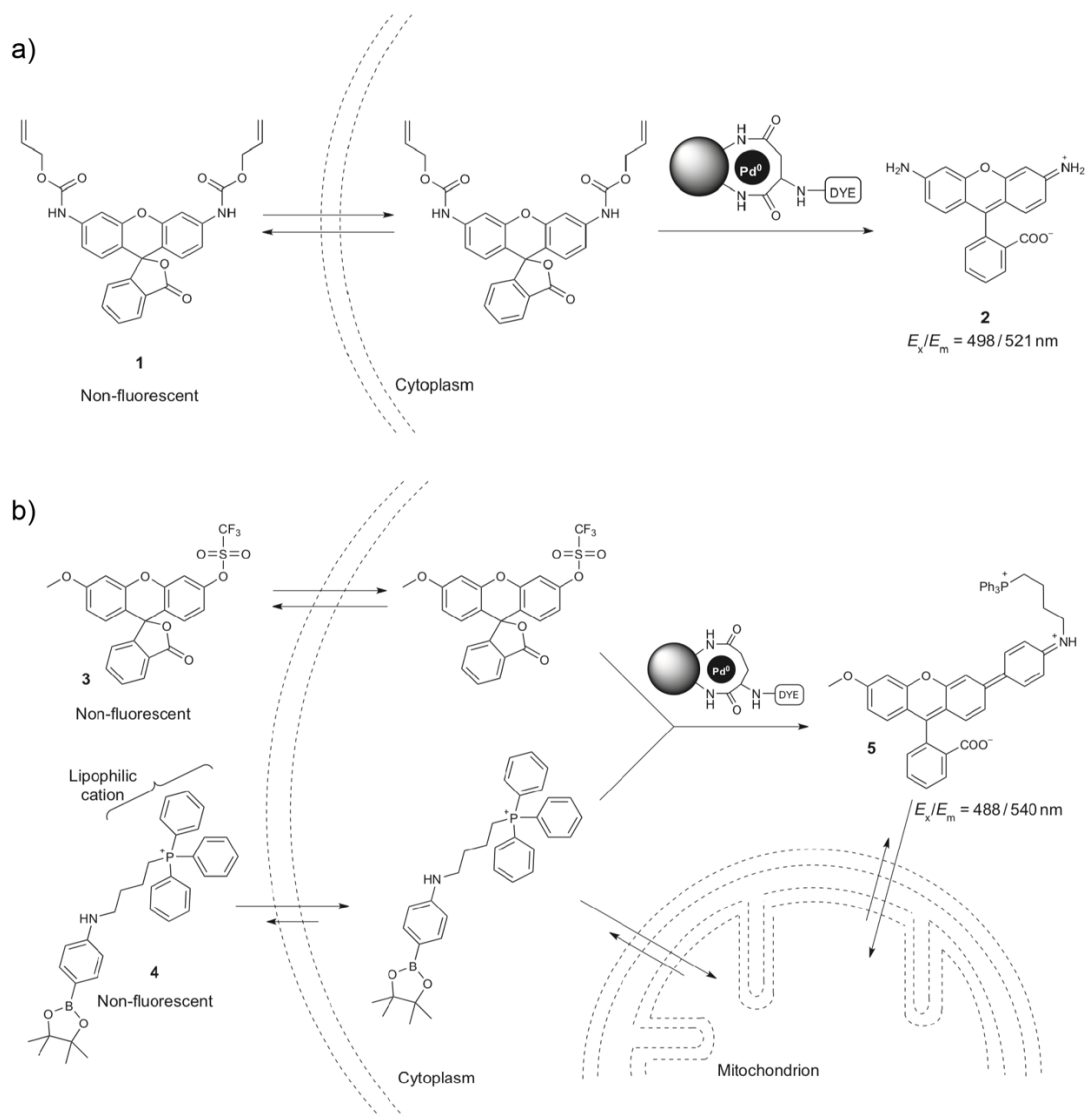 a)
O
O
NH
O
O
O
NH
O
O
1
Non-fluorescent
O
O
NH
O
O
O
NH
O
O
Cytoplasm
H
N
O
Pd⁰
N
H
O
N
H
DYE
H₂N
O
+
NH₂
COO⁻
2
Eₓ/Eₘ = 498 / 521 nm
b)
CF₃
O=S=O
O
O
O
O
O
3
Non-fluorescent
Lipophilic
cation
+
P
HN
B
O
O
4
Non-fluorescent
CF₃
O=S=O
O
O
O
O
O
+
P
HN
B
O
O
Cytoplasm
H
N
O
Pd⁰
N
H
O
N
H
DYE
+
Ph₃P
+
NH
O
O
COO⁻
5
Eₓ/Eₘ = 488 / 540 nm
Mitochondrion